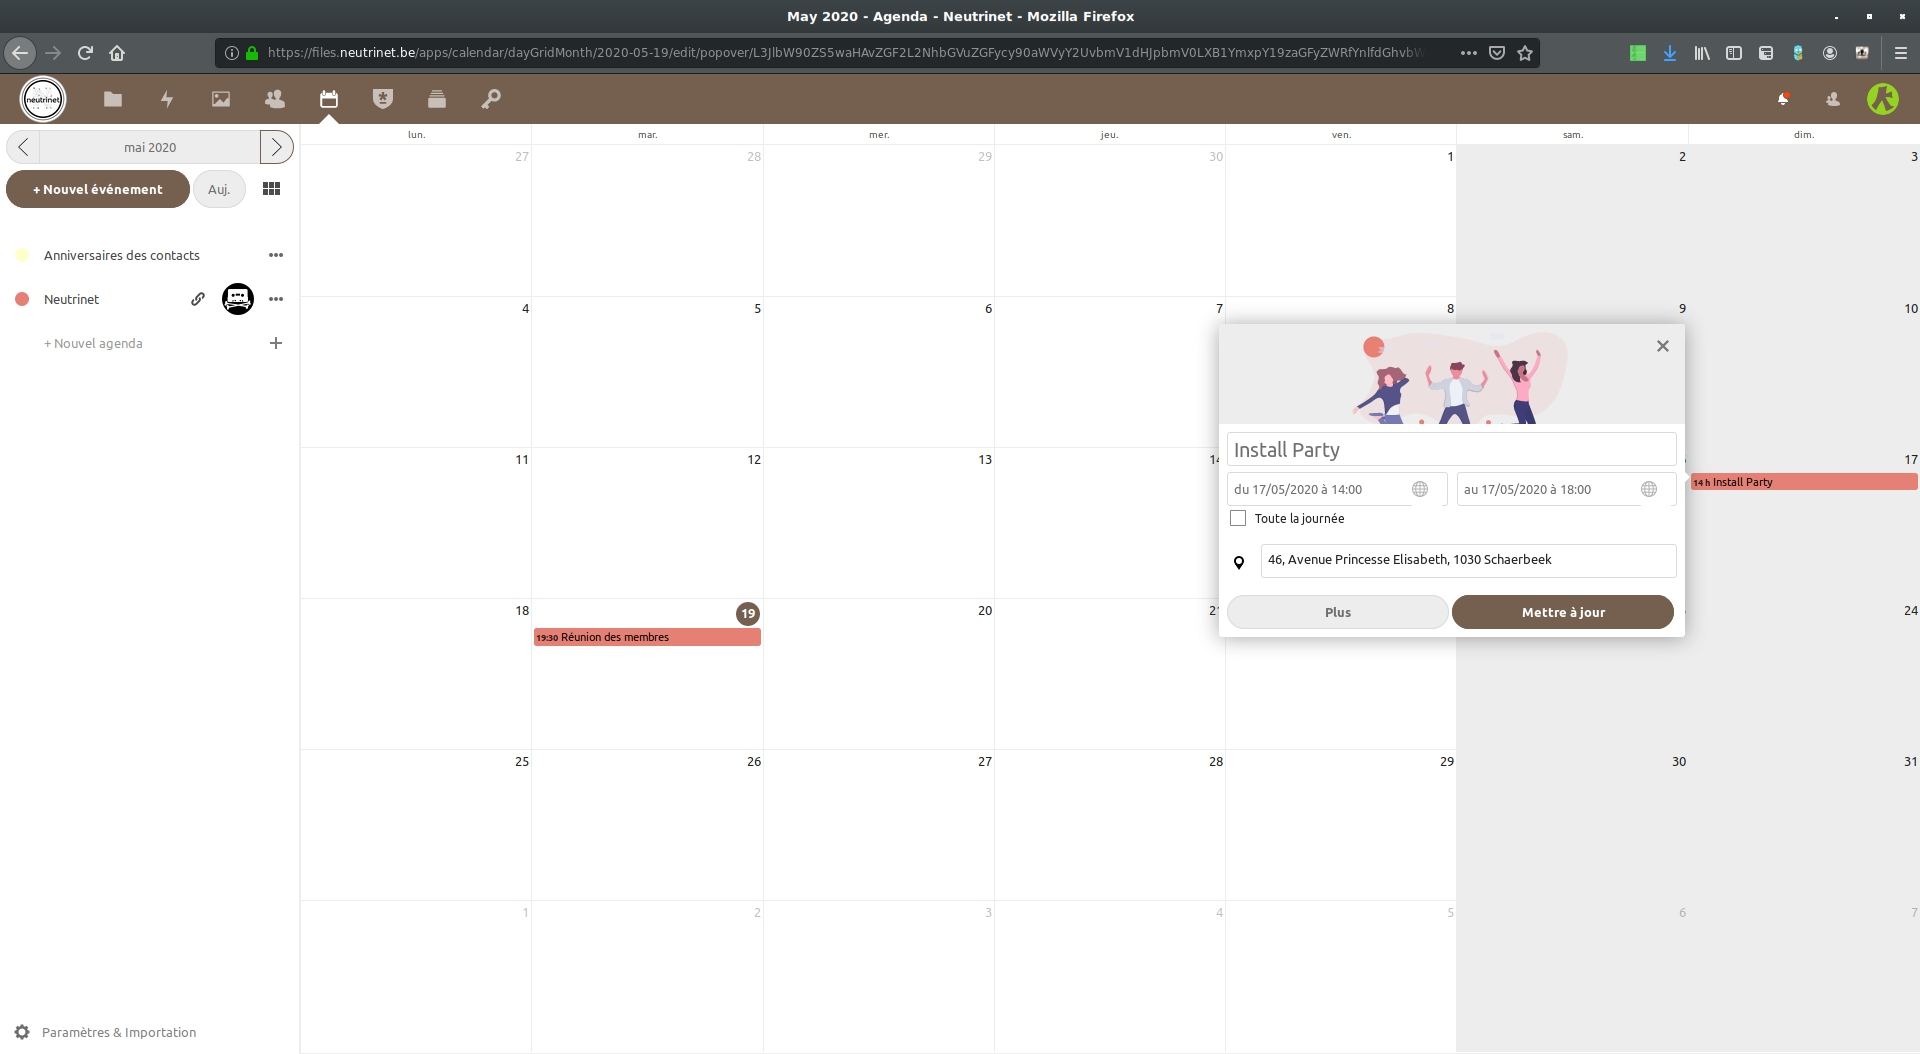 May 2020 - Agenda - Neutrinet - Mozilla Firefox
https://files.neutrinet.be/apps/calendar/dayGridMonth/2020-05-19/edit/popover/
neutrinet
mai 2020
+ Nouvel événement
Auj.
Anniversaires des contacts
Neutrinet
+ Nouvel agenda
Paramètres & Importation
lun. mar. mer. jeu. ven. sam. dim.
27 28 29 30 1 2 3
4 5 6 7 8 9 10
11 12 13 17
14 h Install Party
18 19 20 24
19:30 Réunion des membres
25 26 27 28 29 30 31
1 2 3 4 5 6 7
Install Party
du 17/05/2020 à 14:00
au 17/05/2020 à 18:00
Toute la journée
46, Avenue Princesse Elisabeth, 1030 Schaerbeek
Plus
Mettre à jour